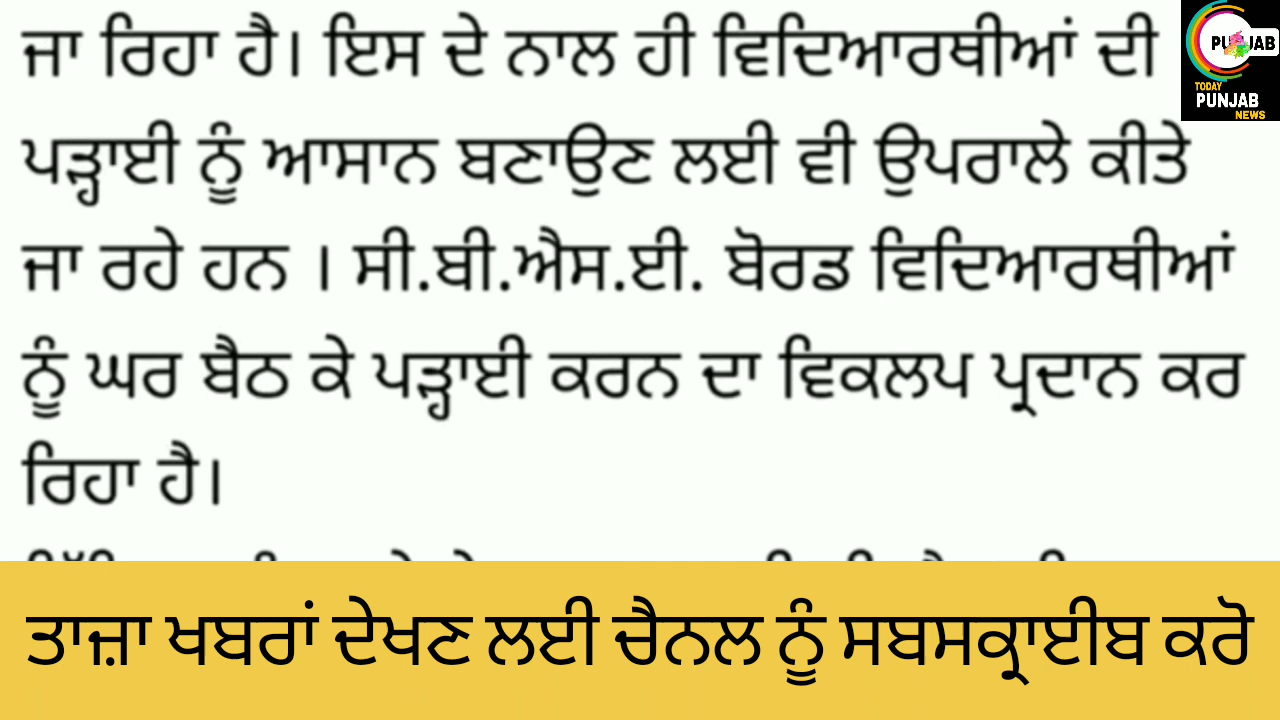 ਜਾ ਰਿਹਾ ਹੈ। ਇਸ ਦੇ ਨਾਲ ਹੀ ਵਿਦਿਆਰਥੀਆਂ ਦੀ
ਪੜ੍ਹਾਈ ਨੂੰ ਆਸਾਨ ਬਣਾਉਣ ਲਈ ਵੀ ਉਪਰਾਲੇ ਕੀਤੇ
ਜਾ ਰਹੇ ਹਨ । ਸੀ.ਬੀ.ਐਸ.ਈ. ਬੋਰਡ ਵਿਦਿਆਰਥੀਆਂ
ਨੂੰ ਘਰ ਬੈਠ ਕੇ ਪੜ੍ਹਾਈ ਕਰਨ ਦਾ ਵਿਕਲਪ ਪ੍ਰਦਾਨ ਕਰ
ਰਿਹਾ ਹੈ।
ਤਾਜ਼ਾ ਖਬਰਾਂ ਦੇਖਣ ਲਈ ਚੈਨਲ ਨੂੰ ਸਬਸਕ੍ਰਾਈਬ ਕਰੋ
PUNJAB
TODAY
PUNJAB
NEWS